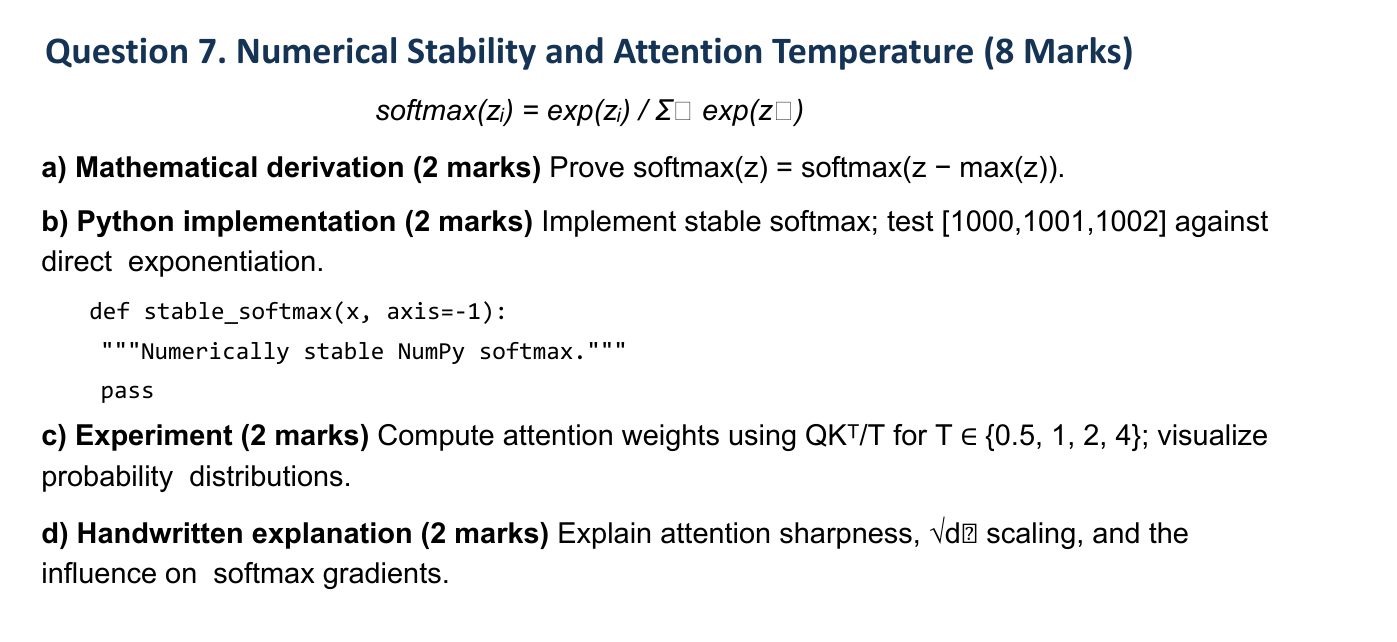 Question 7. Numerical Stability and Attention Temperature (8 Marks)
softmax(zᵢ) = exp(zᵢ) / Σ□ exp(z□)
a) Mathematical derivation (2 marks) Prove softmax(z) = softmax(z − max(z)).
b) Python implementation (2 marks) Implement stable softmax; test [1000,1001,1002] against
direct exponentiation.
def stable_softmax(x, axis=-1):
"""Numerically stable NumPy softmax."""
pass
c) Experiment (2 marks) Compute attention weights using QKᵀ/T for T ∈ {0.5, 1, 2, 4}; visualize
probability distributions.
d) Handwritten explanation (2 marks) Explain attention sharpness, √d⍰ scaling, and the
influence on softmax gradients.